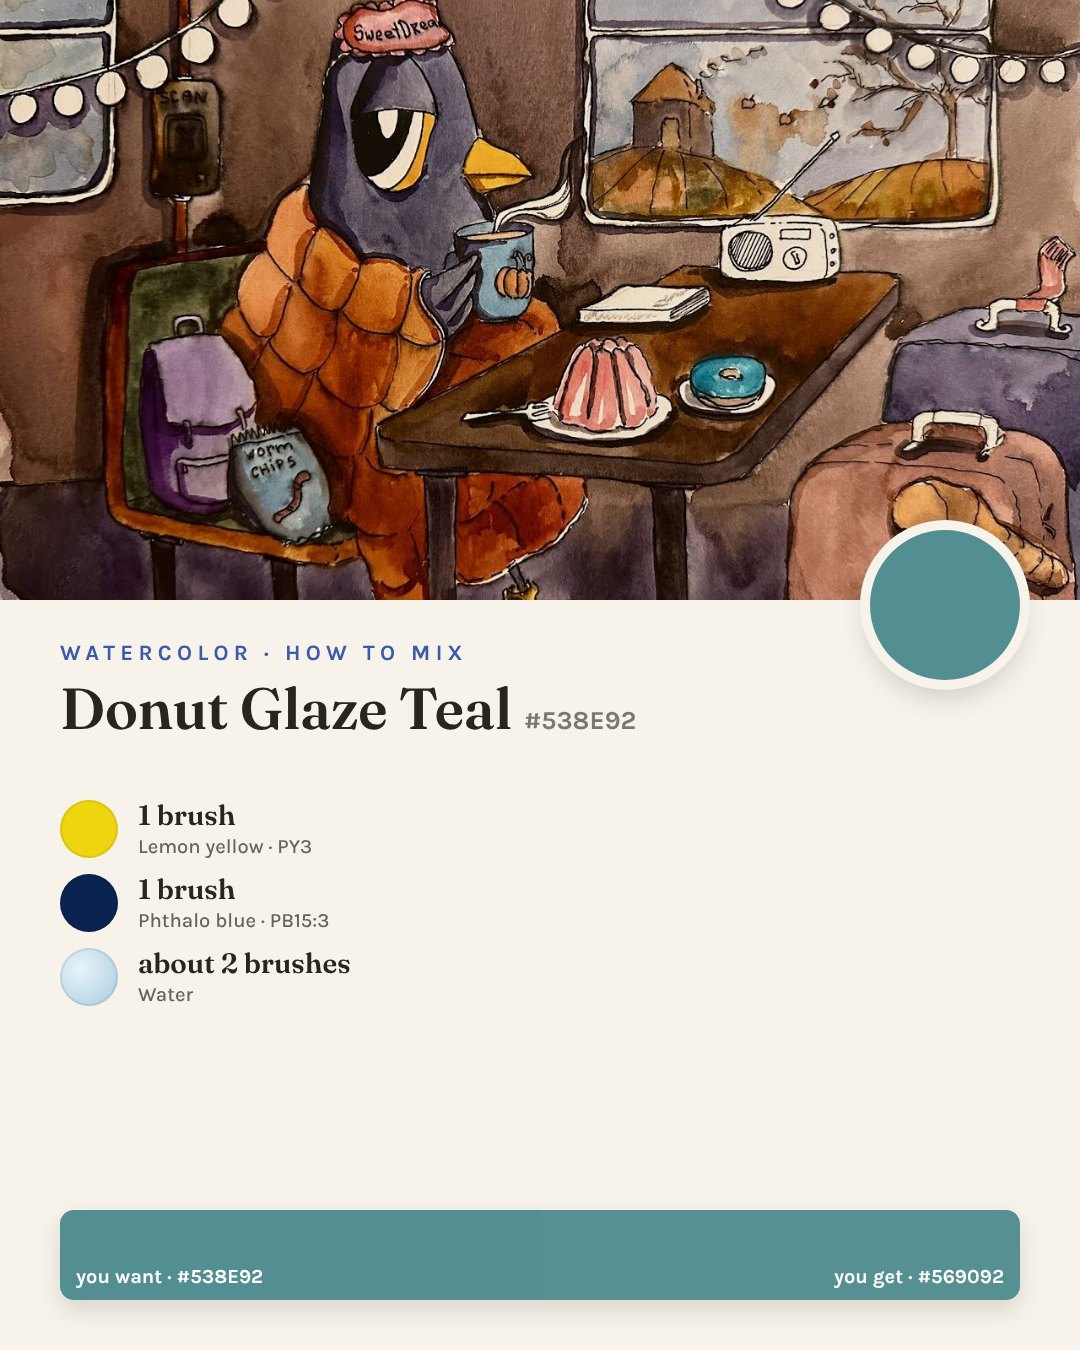 SweetDrea
SCAN
X
worm
CHIPS
WATERCOLOR · HOW TO MIX
Donut Glaze Teal #538E92
1 brush
Lemon yellow · PY3
1 brush
Phthalo blue · PB15:3
about 2 brushes
Water
you want · #538E92
you get · #569092